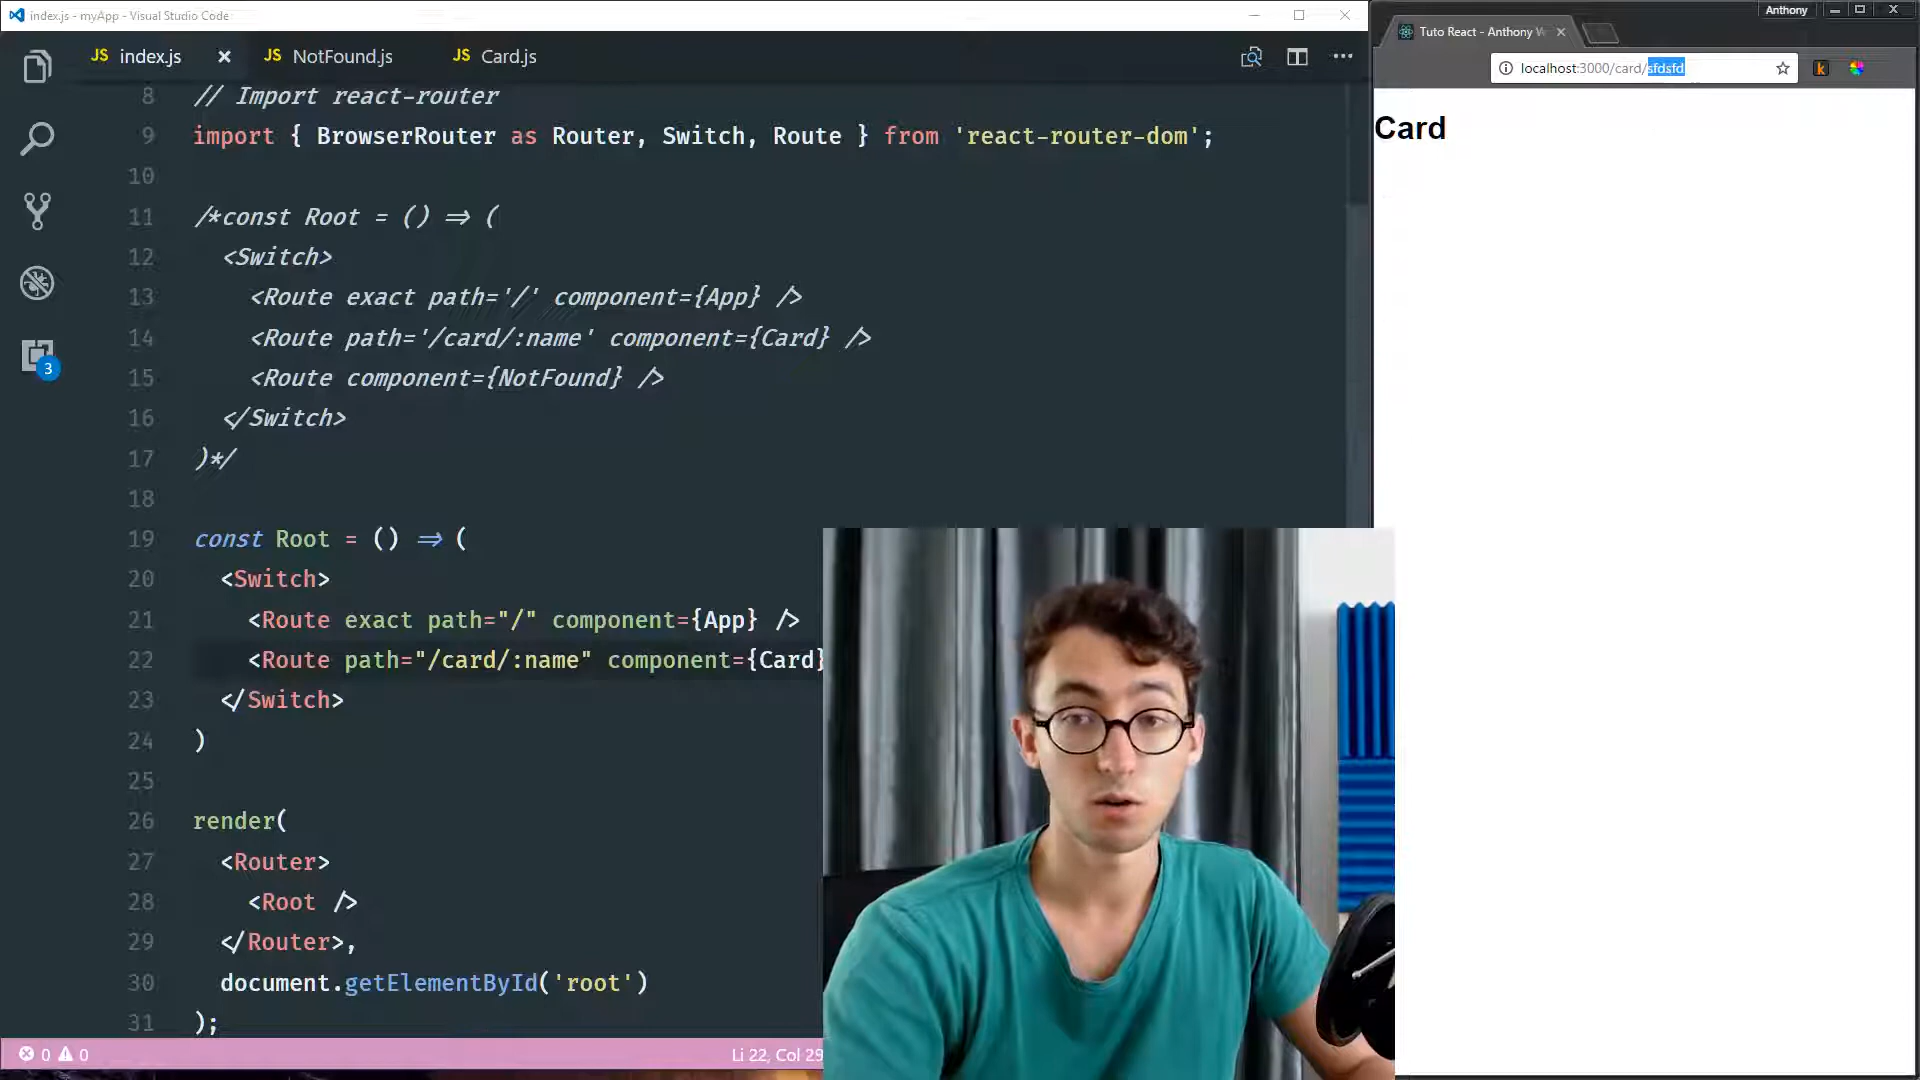 index.js - myApp - Visual Studio Code
JS index.js
JS NotFound.js
JS Card.js
8 // Import react-router
9 import { BrowserRouter as Router, Switch, Route } from 'react-router-dom';
10
11 /*const Root = () => (
12 <Switch>
13 <Route exact path='/' component={App} />
14 <Route path='/card/:name' component={Card} />
15 <Route component={NotFound} />
16 </Switch>
17 )*/
18
19 const Root = () => (
20 <Switch>
21 <Route exact path="/" component={App} />
22 <Route path="/card/:name" component={Card}
23 </Switch>
24 )
25
26 render(
27 <Router>
28 <Root />
29 </Router>,
30 document.getElementById('root')
31 );
3
0 0
Li 22, Col 29
Anthony
Tuto React - Anthony
localhost:3000/card/sfdsfd
k
Card